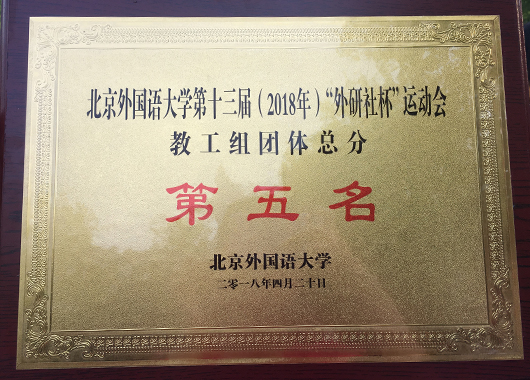 北京外国语大学第十三届（2018年）“外研社杯”运动会
教工组团体总分
第五名
北京外国语大学
二零一八年四月二十日